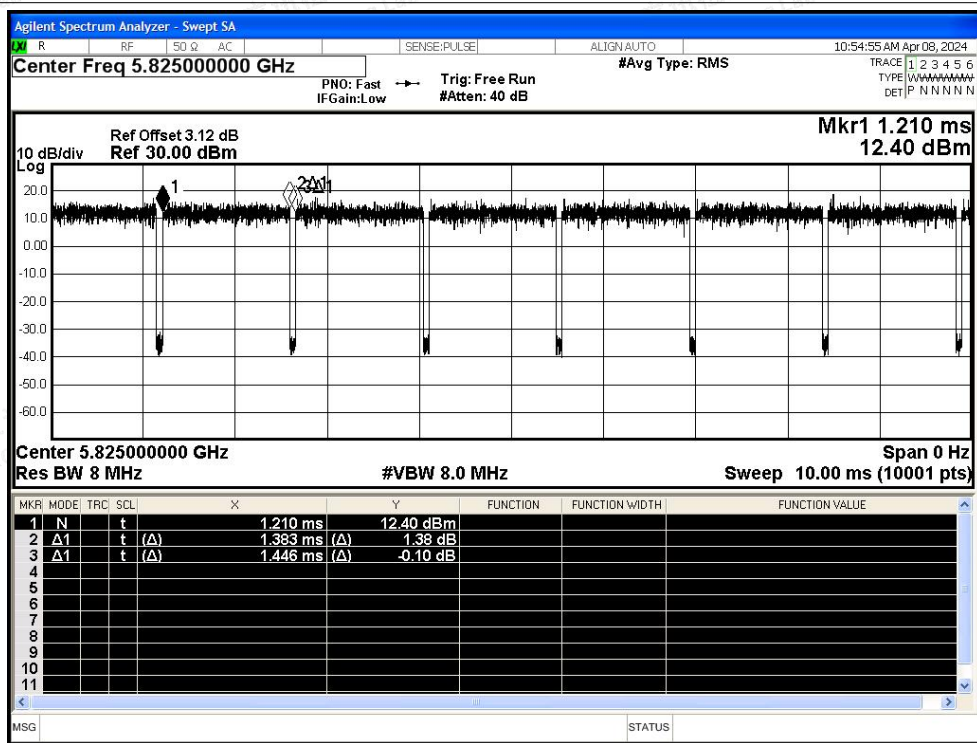 Agilent Spectrum Analyzer - Swept SA
LXI R RF 50 Ω AC SENSE:PULSE ALIGN AUTO 10:54:55 AM Apr 08, 2024
Center Freq 5.825000000 GHz #Avg Type: RMS TRACE 1 2 3 4 5 6
PNO: Fast Trig: Free Run TYPE WWWWWW
IFGain:Low #Atten: 40 dB DET P N N N N N
Mkr1 1.210 ms
Ref Offset 3.12 dB
10 dB/div Ref 30.00 dBm 12.40 dBm
Log
20.0
10.0
0.00
-10.0
-20.0
-30.0
-40.0
-50.0
-60.0
1
2Δ1
3Δ1
Center 5.825000000 GHz Span 0 Hz
Res BW 8 MHz #VBW 8.0 MHz Sweep 10.00 ms (10001 pts)
MKR MODE TRC SCL X Y FUNCTION FUNCTION WIDTH FUNCTION VALUE
1 N t 1.210 ms 12.40 dBm
2 Δ1 t (Δ) 1.383 ms (Δ) 1.38 dB
3 Δ1 t (Δ) 1.446 ms (Δ) -0.10 dB
4
5
6
7
8
9
10
11
MSG STATUS